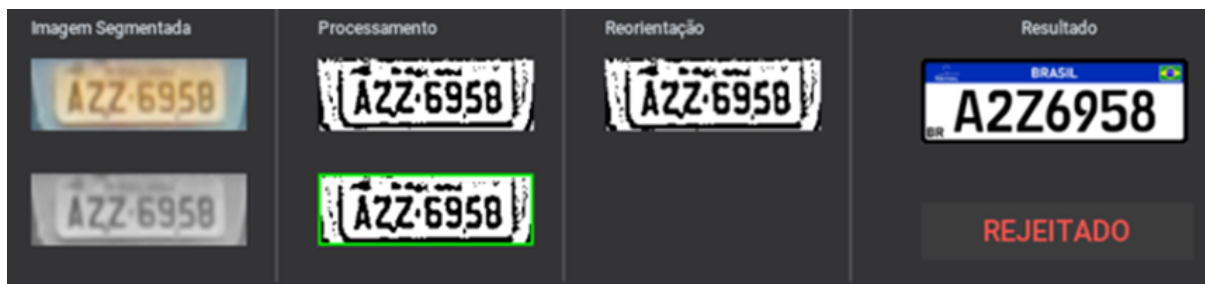 Imagem Segmentada
Processamento
Reorientação
Resultado
AZZ·6958
AZZ·6958
AZZ·6958
BRASIL
A2Z6958
BR
AZZ·6958
AZZ·6958
REJEITADO